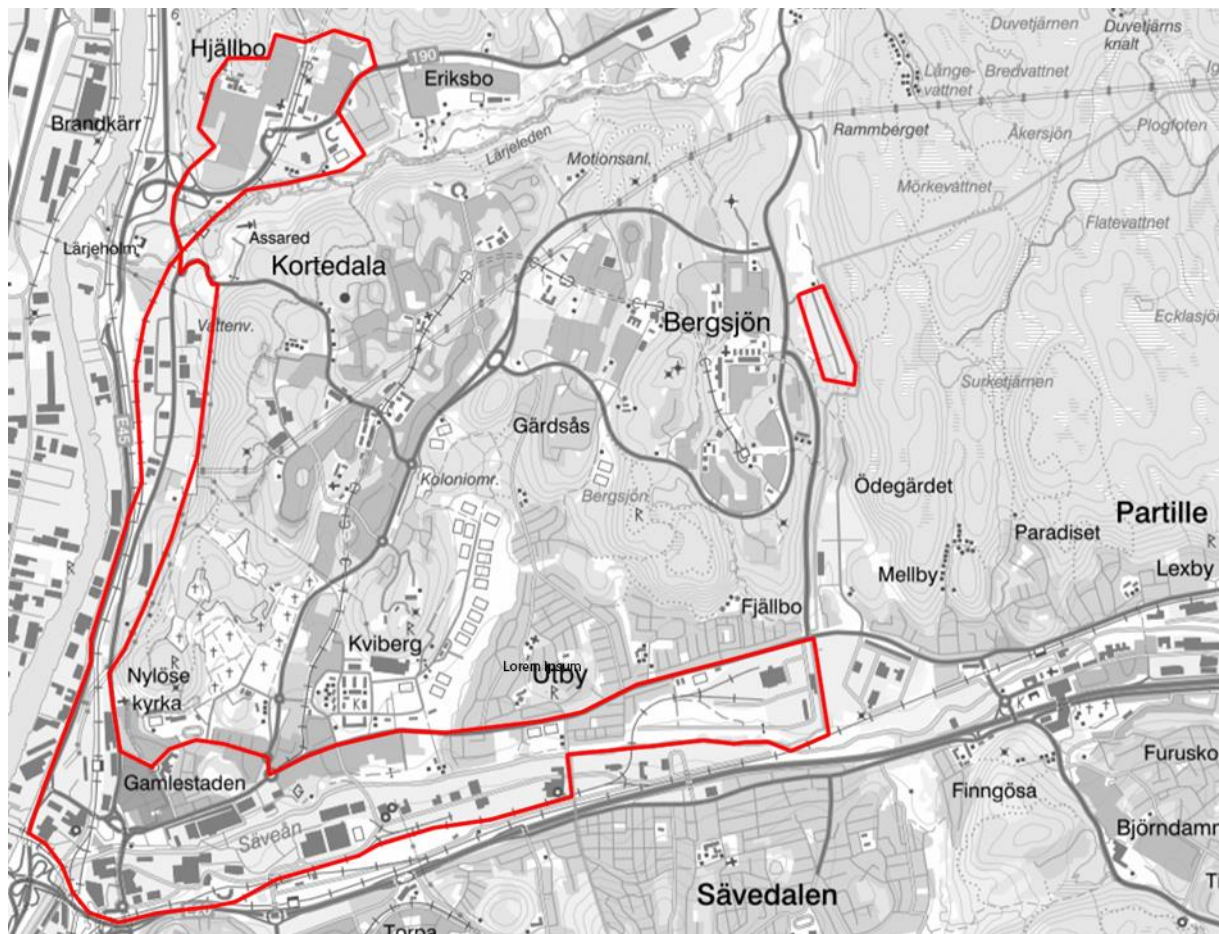 Duvetjärnen
Duvetjärns
knalt
Hjällbo
190
Eriksbo
Långe-
vattnet
Bredvattnet
Brandkärr
Rammberget
Åkersjön
Plogfoten
Lärjeleden
Motionsanl.
Mörkevattnet
Flatevattnet
Lärjeholm
Assared
Kortedala
Vattenv.
Bergsjön
Ecklasjön
Surketjärnen
E45
Gärdsås
Koloniomr.
Bergsjön
Ödegärdet
Partille
Paradiset
Mellby
Lexby
Fjällbo
Kviberg
Lorem Ipsum
Utby
Nylöse
kyrka
K
K
Gamlestaden
Furusko
Finngösa
Säveån
Björndamm
Sävedalen
Torpa